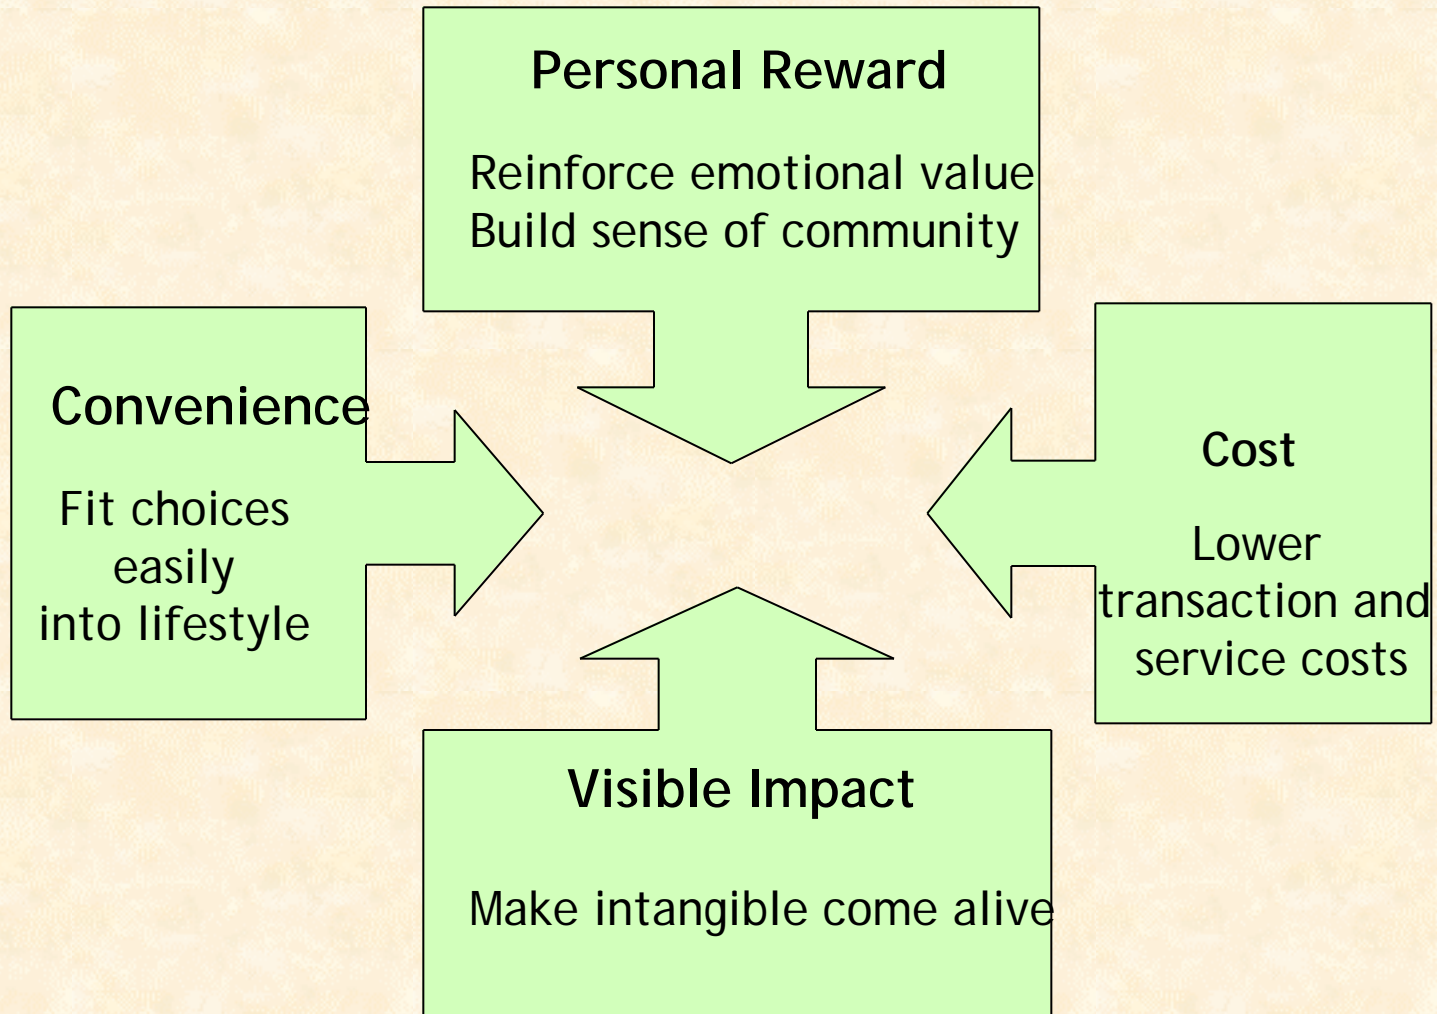 Personal Reward
Reinforce emotional value
Build sense of community
Convenience
Fit choices
easily
into lifestyle
Cost
Lower
transaction and
service costs
Visible Impact
Make intangible come alive